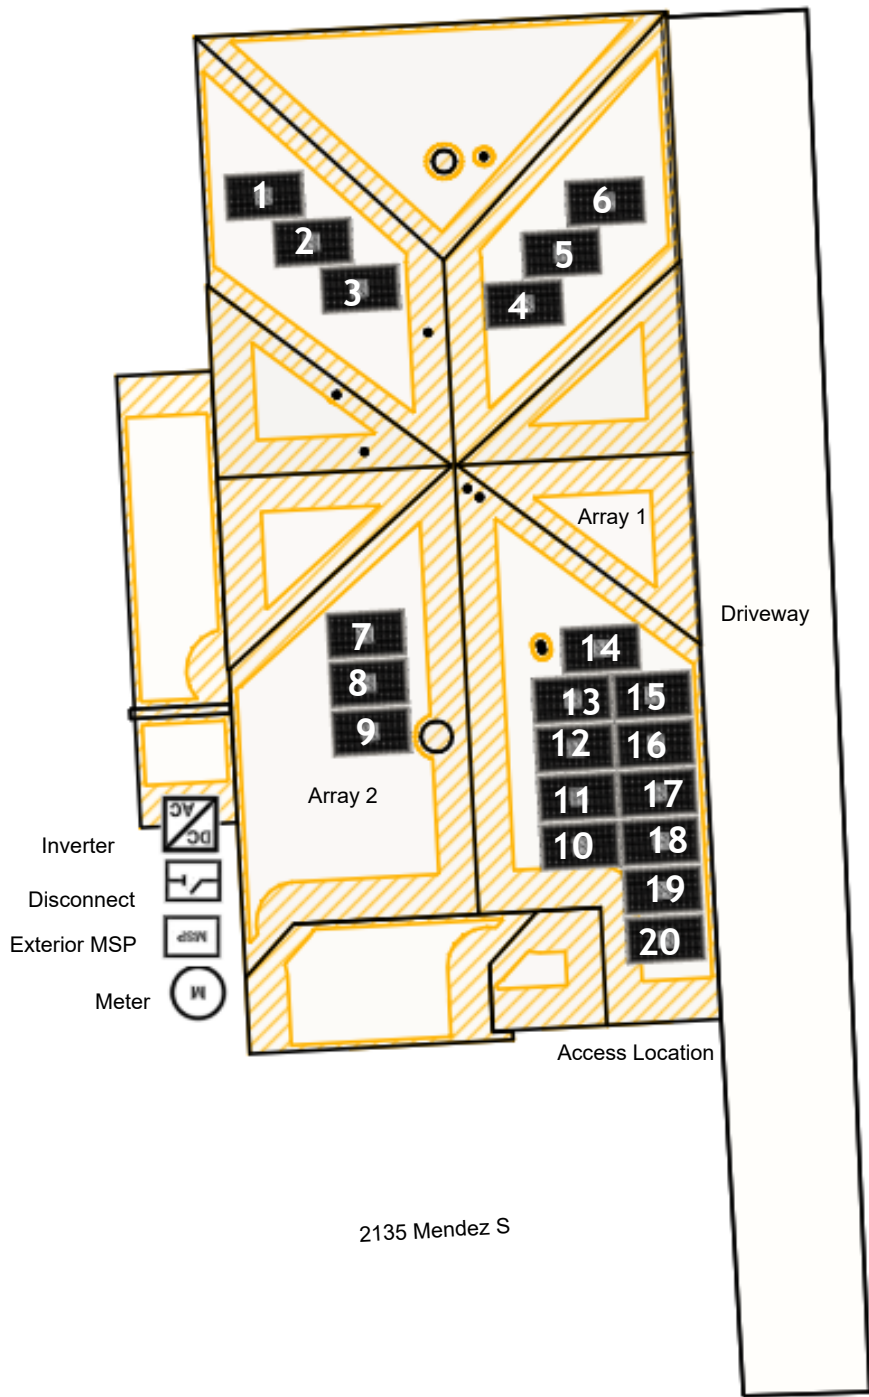 1
2
3
6
5
4
Array 1
Driveway
7
8
9
14
13
15
12
16
11
17
10
18
19
20
Array 2
AC
DC
Inverter
Disconnect
Exterior MSP
MSP
Meter
M
Access Location
2135 Mendez S